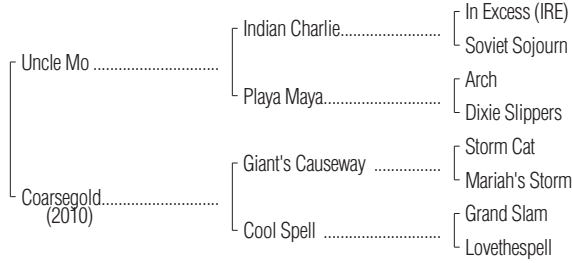 In Excess (IRE)
Indian Charlie....................
Soviet Sojourn
Uncle Mo .........................
Arch
Playa Maya........................
Dixie Slippers
Storm Cat
Giant's Causeway .............
Mariah's Storm
Coarsegold.......................
(2010)
Grand Slam
Cool Spell .......................
Lovethespell